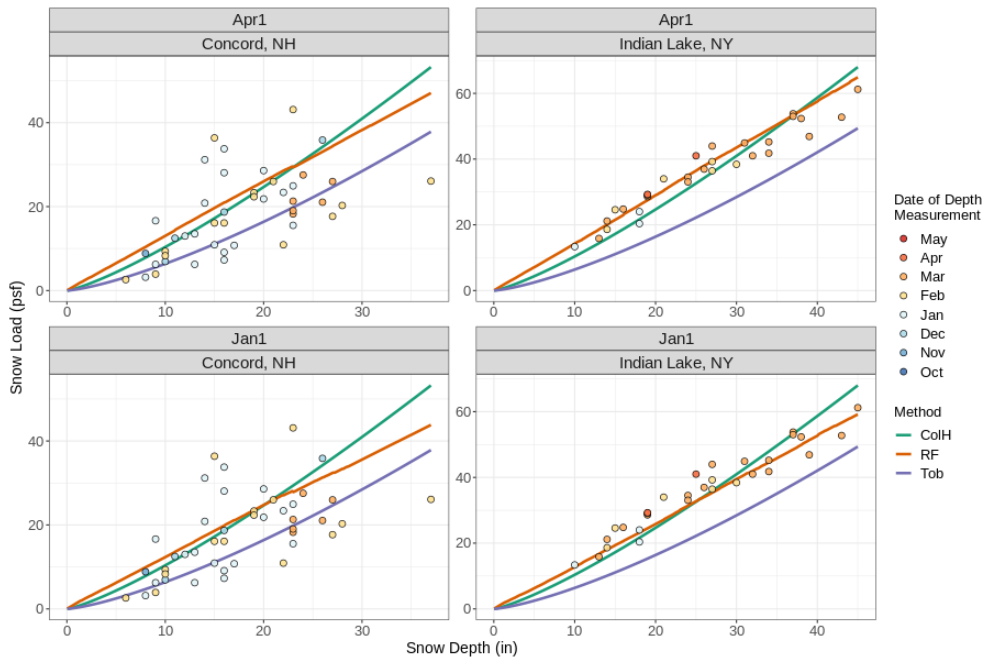 Apr1
Apr1
Concord, NH
Indian Lake, NY
40
20
0
60
40
20
0
0
10
20
30
0
10
20
30
40
Jan1
Jan1
Concord, NH
Indian Lake, NY
40
20
0
60
40
20
0
0
10
20
30
0
10
20
30
40
Snow Load (psf)
Snow Depth (in)
Date of Depth
Measurement
May
Apr
Mar
Feb
Jan
Dec
Nov
Oct
Method
ColH
RF
Tob